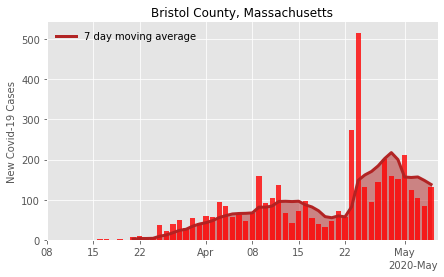 Bristol County, Massachusetts
7 day moving average
New Covid-19 Cases
500
400
300
200
100
0
08 15 22 Apr 08 15 22 May
2020-May